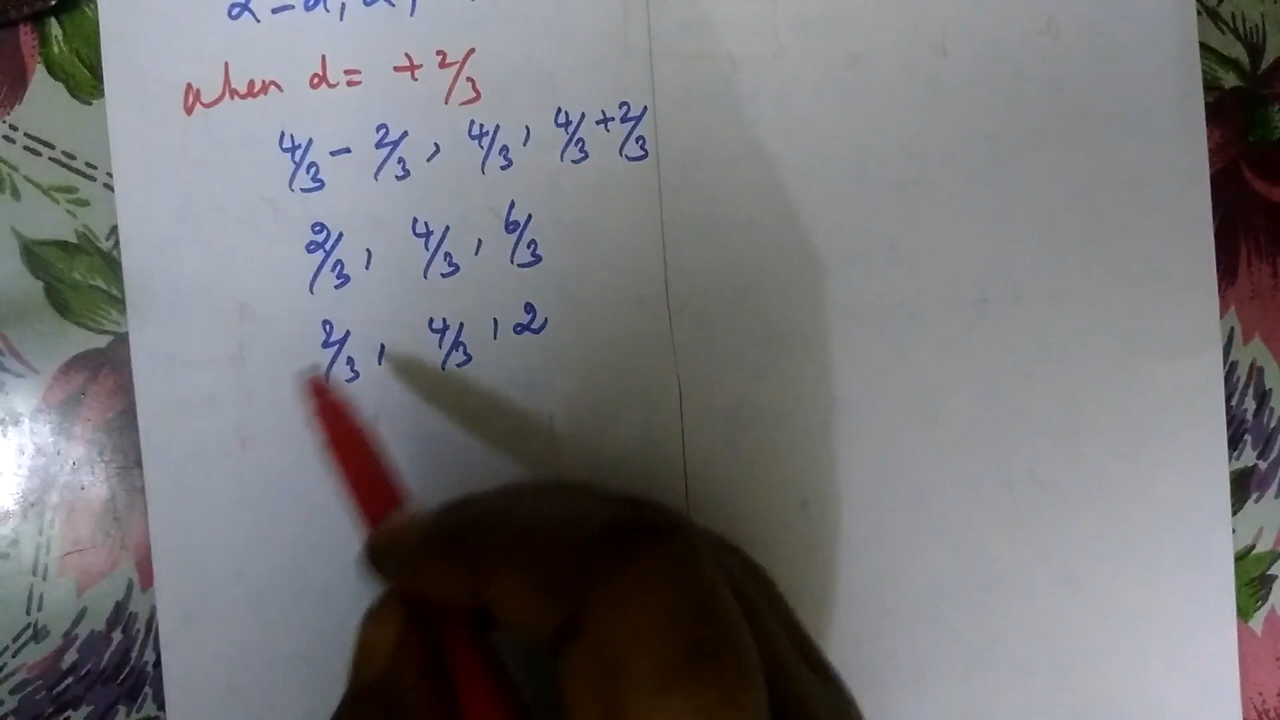 α - d, α,
when d = + 2/3
4/3 - 2/3, 4/3, 4/3 + 2/3
2/3, 4/3, 6/3
2/3, 4/3, 2